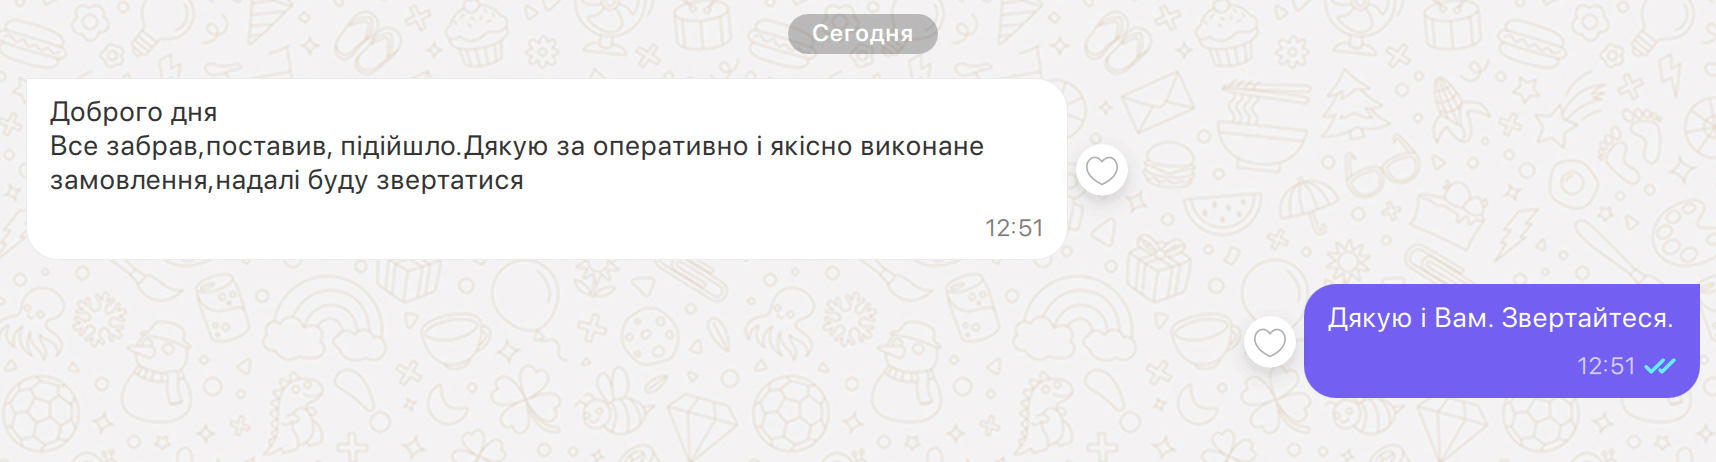 Сегодня
Доброго дня
Все забрав,поставив, підійшло.Дякую за оперативно і якісно виконане
замовлення,надалі буду звертатися
12:51
Дякую і Вам. Звертайтеся.
12:51